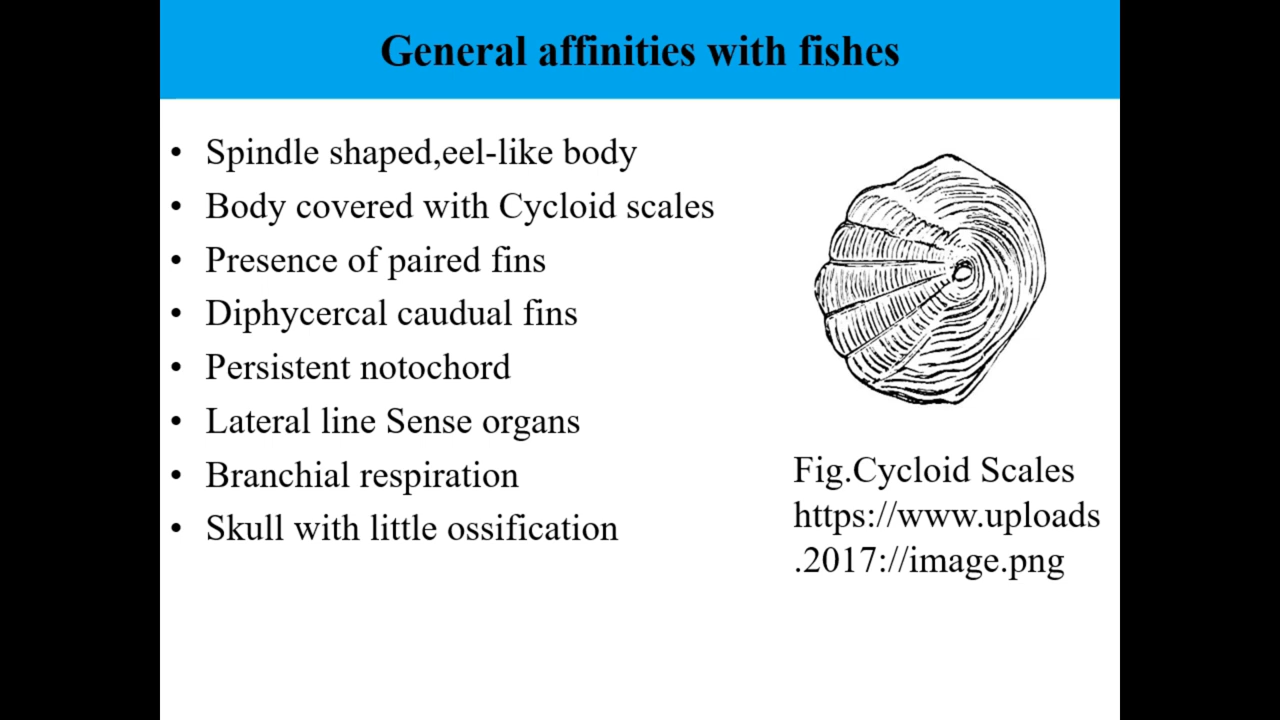 General affinities with fishes
• Spindle shaped,eel-like body
• Body covered with Cycloid scales
• Presence of paired fins
• Diphycercal caudual fins
• Persistent notochord
• Lateral line Sense organs
• Branchial respiration
• Skull with little ossification
Fig.Cycloid Scales
https://www.uploads
.2017://image.png